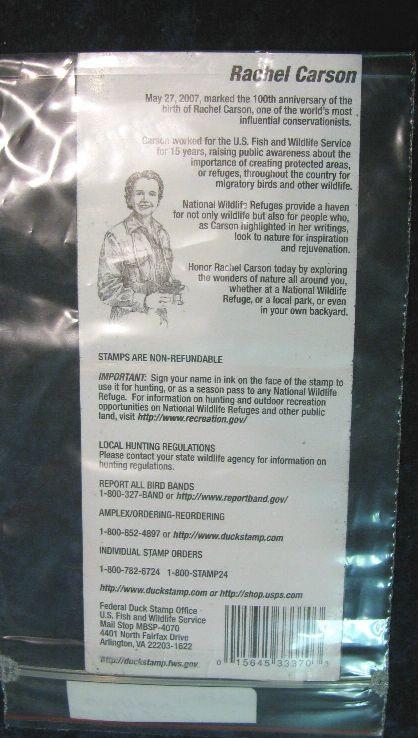 Rachel Carson
May 27, 2007, marked the 100th anniversary of the
birth of Rachel Carson, one of the world's most
influential conservationists.
Carson worked for the U.S. Fish and Wildlife Service
for 15 years, raising public awareness about the
importance of creating protected areas,
or refuges, throughout the country for
migratory birds and other wildlife.
National Wildlife Refuges provide a haven
for not only wildlife but also for people who,
as Carson highlighted in her writings,
look to nature for inspiration
and rejuvenation.
Honor Rachel Carson today by exploring
the wonders of nature all around you,
whether at a National Wildlife
Refuge, or a local park, or even
in your own backyard.
STAMPS ARE NON-REFUNDABLE
IMPORTANT: Sign your name in ink on the face of the stamp to
use it for hunting, or as a season pass to any National Wildlife
Refuge. For information on hunting and outdoor recreation
opportunities on National Wildlife Refuges and other public
land, visit http://www.recreation.gov/
LOCAL HUNTING REGULATIONS
Please contact your state wildlife agency for information on
hunting regulations.
REPORT ALL BIRD BANDS
1-800-327-BAND or http://www.reportband.gov/
AMPLEX/ORDERING-REORDERING
1-800-852-4897 or http://www.duckstamp.com
INDIVIDUAL STAMP ORDERS
1-800-782-6724 1-800-STAMP24
http://www.duckstamp.com or http://shop.usps.com
Federal Duck Stamp Office
U.S. Fish and Wildlife Service
Mail Stop MBSP-4070
4401 North Fairfax Drive
Arlington, VA 22203-1622
http://duckstamp.fws.gov
0 15645 33370